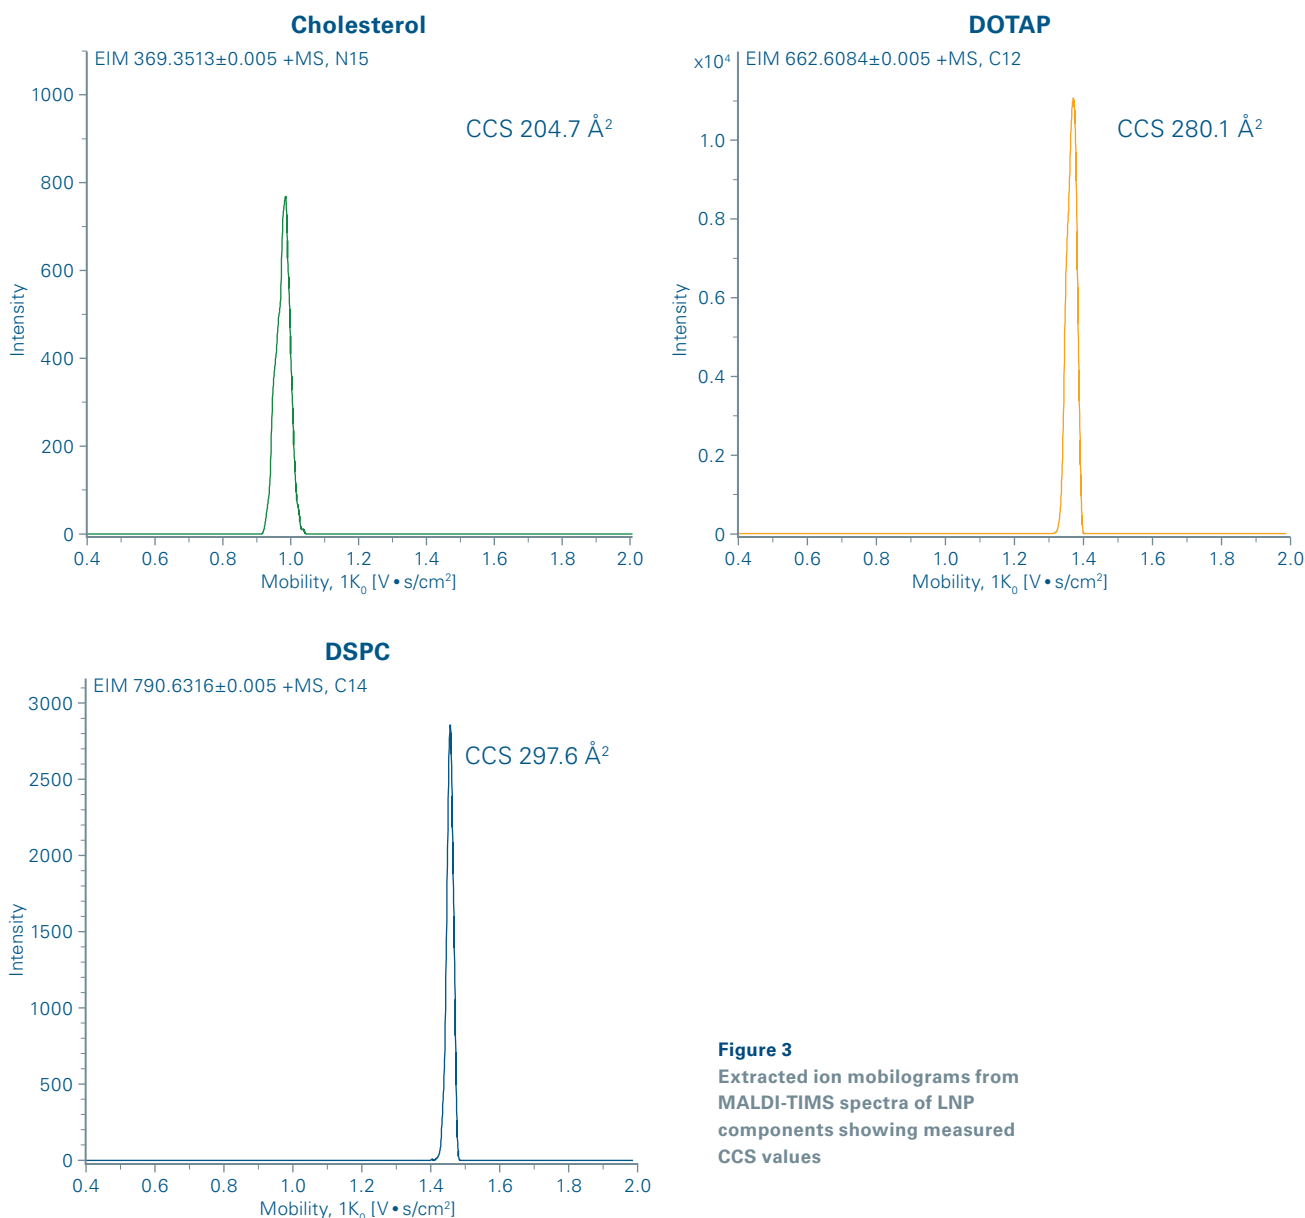 Cholesterol
EIM 369.3513±0.005 +MS, N15
CCS 204.7 Å²
1000
800
600
400
200
0
Intensity
0.4 0.6 0.8 1.0 1.2 1.4 1.6 1.8 2.0
Mobility, 1K₀ [V • s/cm²]
DOTAP
x10⁴
EIM 662.6084±0.005 +MS, C12
CCS 280.1 Å²
1.0
0.8
0.6
0.4
0.2
0
Intensity
0.4 0.6 0.8 1.0 1.2 1.4 1.6 1.8 2.0
Mobility, 1K₀ [V • s/cm²]
DSPC
EIM 790.6316±0.005 +MS, C14
CCS 297.6 Å²
3000
2500
2000
1500
1000
500
0
Intensity
0.4 0.6 0.8 1.0 1.2 1.4 1.6 1.8 2.0
Mobility, 1K₀ [V • s/cm²]
Figure 3
Extracted ion mobilograms from
MALDI-TIMS spectra of LNP
components showing measured
CCS values